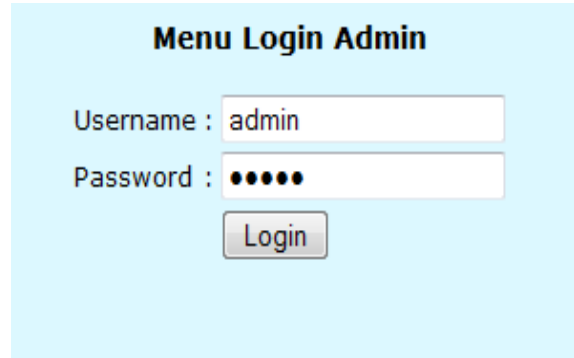 Menu Login Admin
Username : admin
Password : •••••
Login